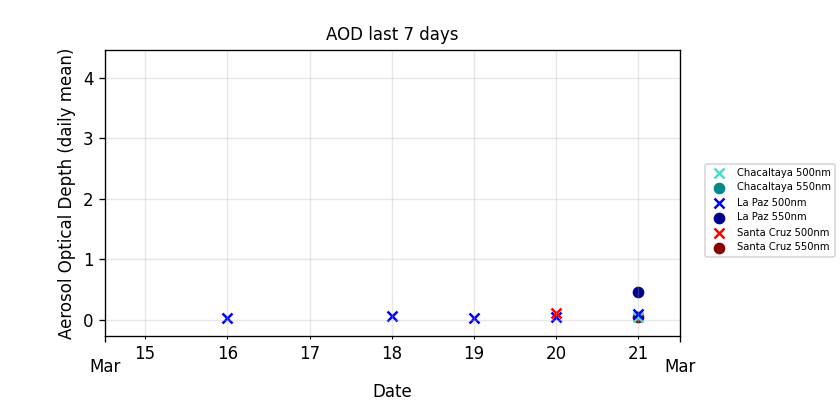 AOD last 7 days
Aerosol Optical Depth (daily mean)
4
3
2
1
0
15 16 17 18 19 20 21
Mar Mar
Date
Chacaltaya 500nm
Chacaltaya 550nm
La Paz 500nm
La Paz 550nm
Santa Cruz 500nm
Santa Cruz 550nm